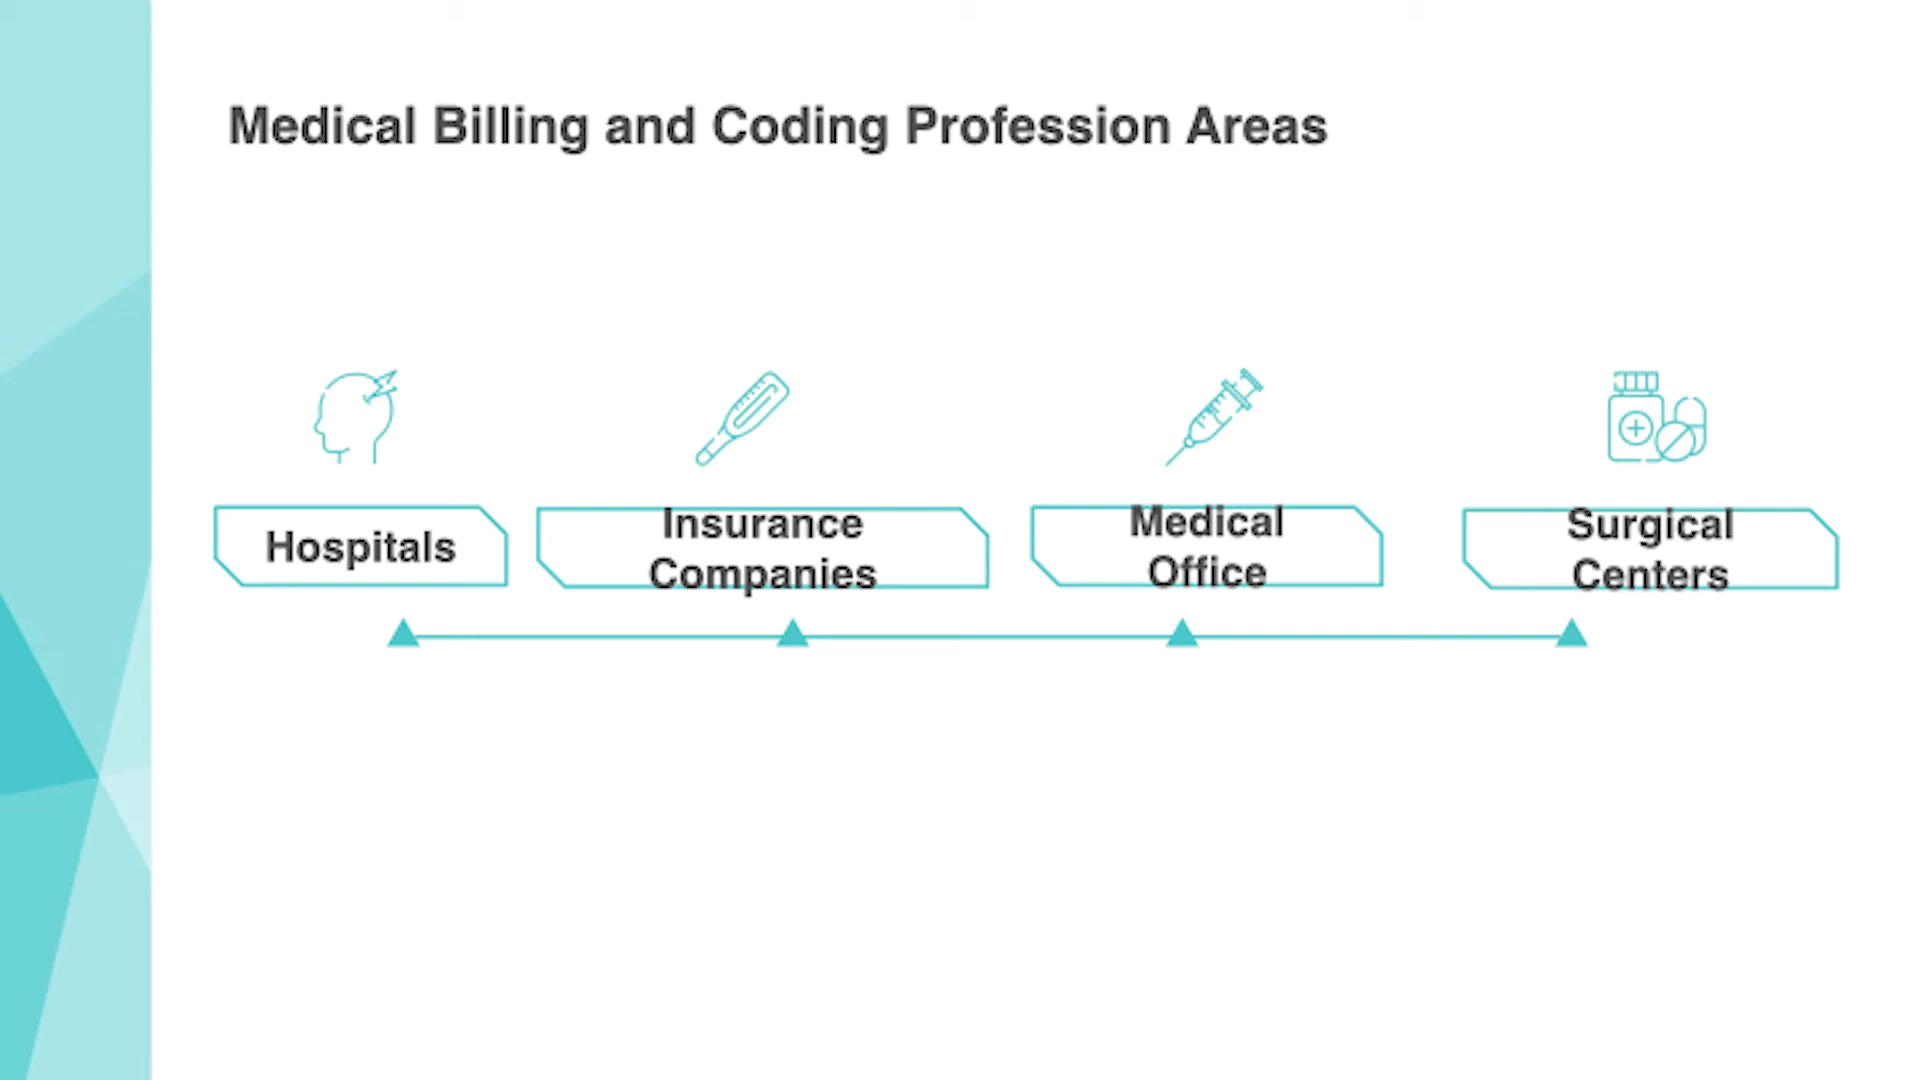 Medical Billing and Coding Profession Areas
Hospitals
Insurance
Companies
Medical
Office
Surgical
Centers